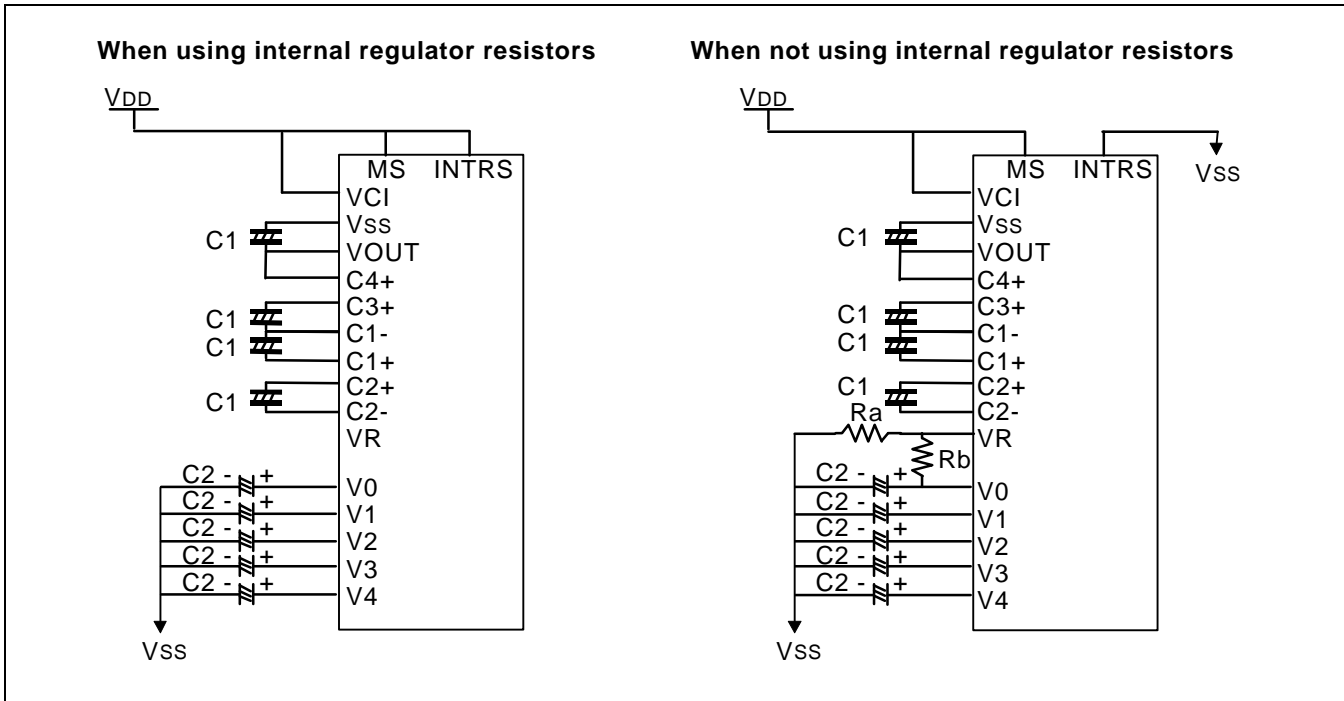 When using internal regulator resistors
VDD
MS INTRS
VCI
C1
VSS
VOUT
C4+
C1
C3+
C1-
C1
C1+
C1
C2+
C2-
VR
C2 - + V0
C2 - + V1
C2 - + V2
C2 - + V3
C2 - + V4
VSS
When not using internal regulator resistors
VDD
MS INTRS
VSS
VCI
C1
VSS
VOUT
C4+
C1
C3+
C1-
C1
C1+
C1
C2+
C2-
Ra
VR
Rb
C2 - + V0
C2 - + V1
C2 - + V2
C2 - + V3
C2 - + V4
VSS